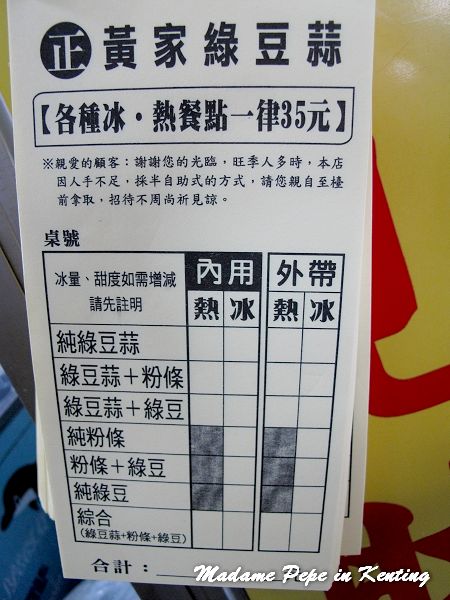 正 黃家綠豆蒜
【各種冰・熱餐點一律35元】
※親愛的顧客：謝謝您的光臨，旺季人多時，本店
因人手不足，採半自助式的方式，請您親自至檯
前拿取，招待不周尚祈見諒。
桌號
冰量、甜度如需增減
請先註明
內用 外帶
熱 冰 熱 冰
純綠豆蒜
綠豆蒜＋粉條
綠豆蒜＋綠豆
純粉條
粉條＋綠豆
純綠豆
綜合
(綠豆蒜+粉條+綠豆)
合計：
Madame Pepe in Kenting